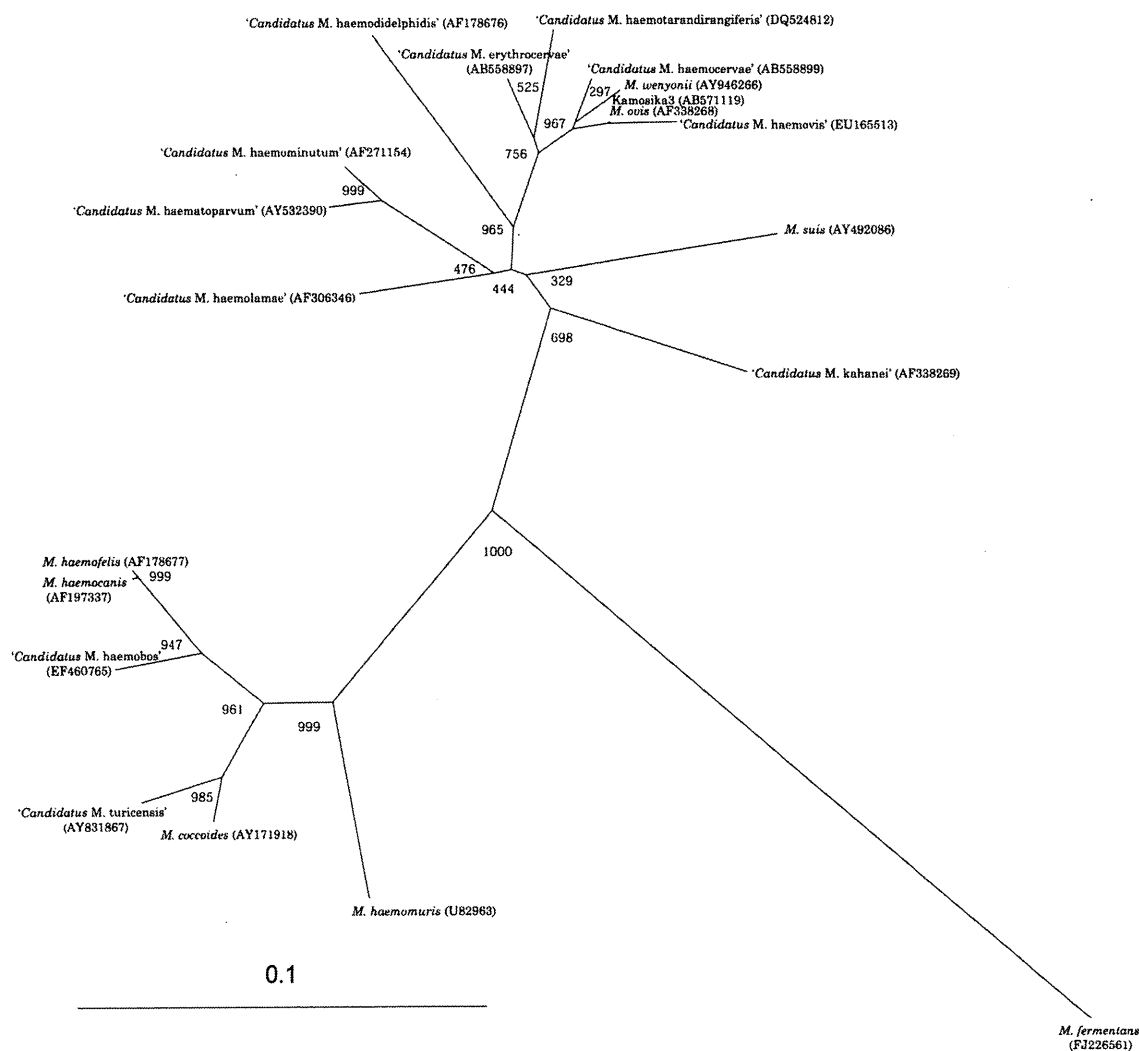 'Candidatus M. haemodidelphidis' (AF178676)
'Candidatus M. haemotarandirangiferis' (DQ524812)
'Candidatus M. erythrocervae'
(AB558897)
'Candidatus M. haemocervae' (AB558899)
525
297
M. wenyonii (AY946266)
Kamosika3 (AB571119)
M. ovis (AF338268)
967
'Candidatus M. haemovis' (EU165513)
756
'Candidatus M. haemominutum' (AF271154)
999
'Candidatus M. haematoparvum' (AY532390)
965
M. suis (AY492086)
476
444
329
'Candidatus M. haemolamae' (AF306346)
698
'Candidatus M. kahanei' (AF338269)
1000
M. haemofelis (AF178677)
999
M. haemocanis
(AF197337)
947
'Candidatus M. haemobos'
(EF460765)
961
999
985
'Candidatus M. turicensis'
(AY831867)
M. coccoides (AY171918)
M. haemomuris (U82963)
0.1
M. fermentans
(FJ226561)